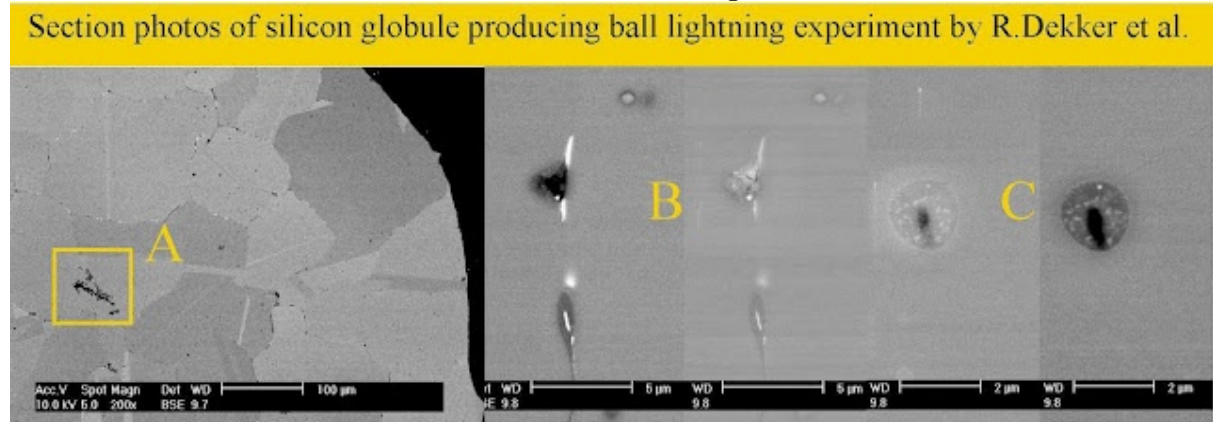 Section photos of silicon globule producing ball lightning experiment by R.Dekker et al.
A
B
C
Acc.V Spot Magn Det WD 100 µm
10.0 kV 5.0 200x BSE 9.7
WD 5 µm
9.8
WD 5 µm
9.8
WD 2 µm
9.8
WD 2 µm
9.8